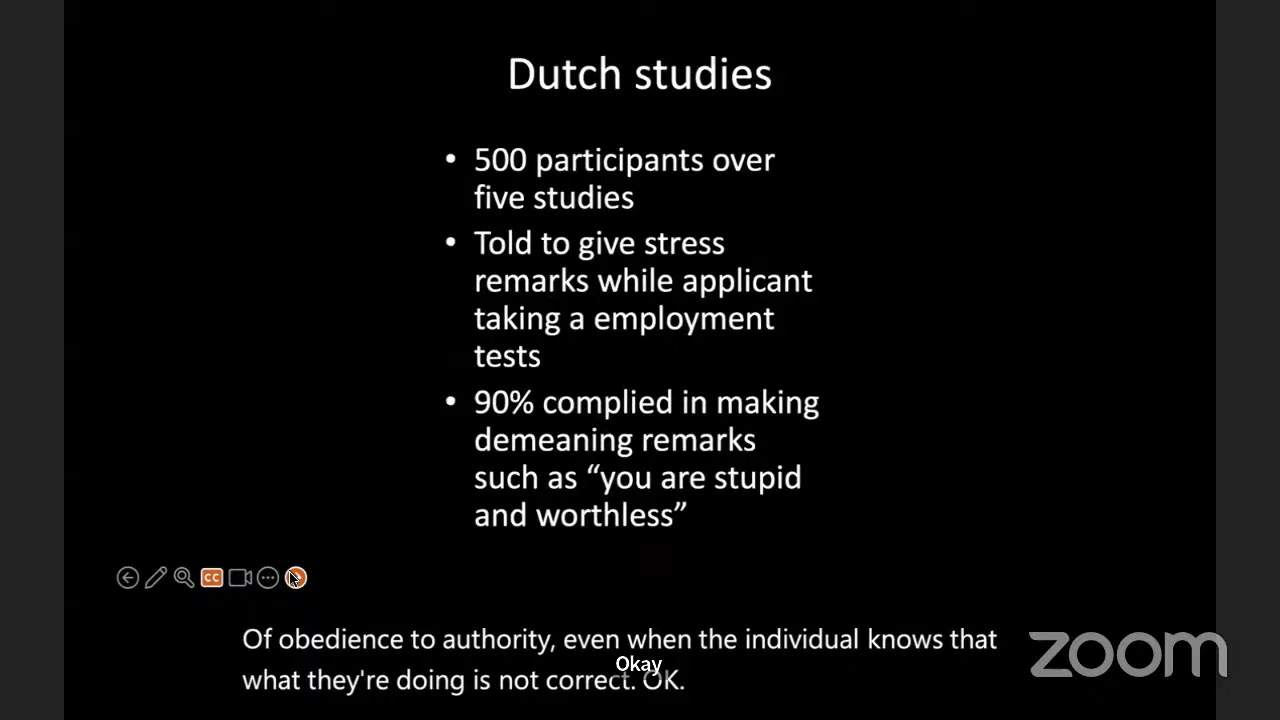 Dutch studies
• 500 participants over
five studies
• Told to give stress
remarks while applicant
taking a employment
tests
• 90% complied in making
demeaning remarks
such as “you are stupid
and worthless”
CC
Of obedience to authority, even when the individual knows that
what they're doing is not correct. OK.
Okay
zoom